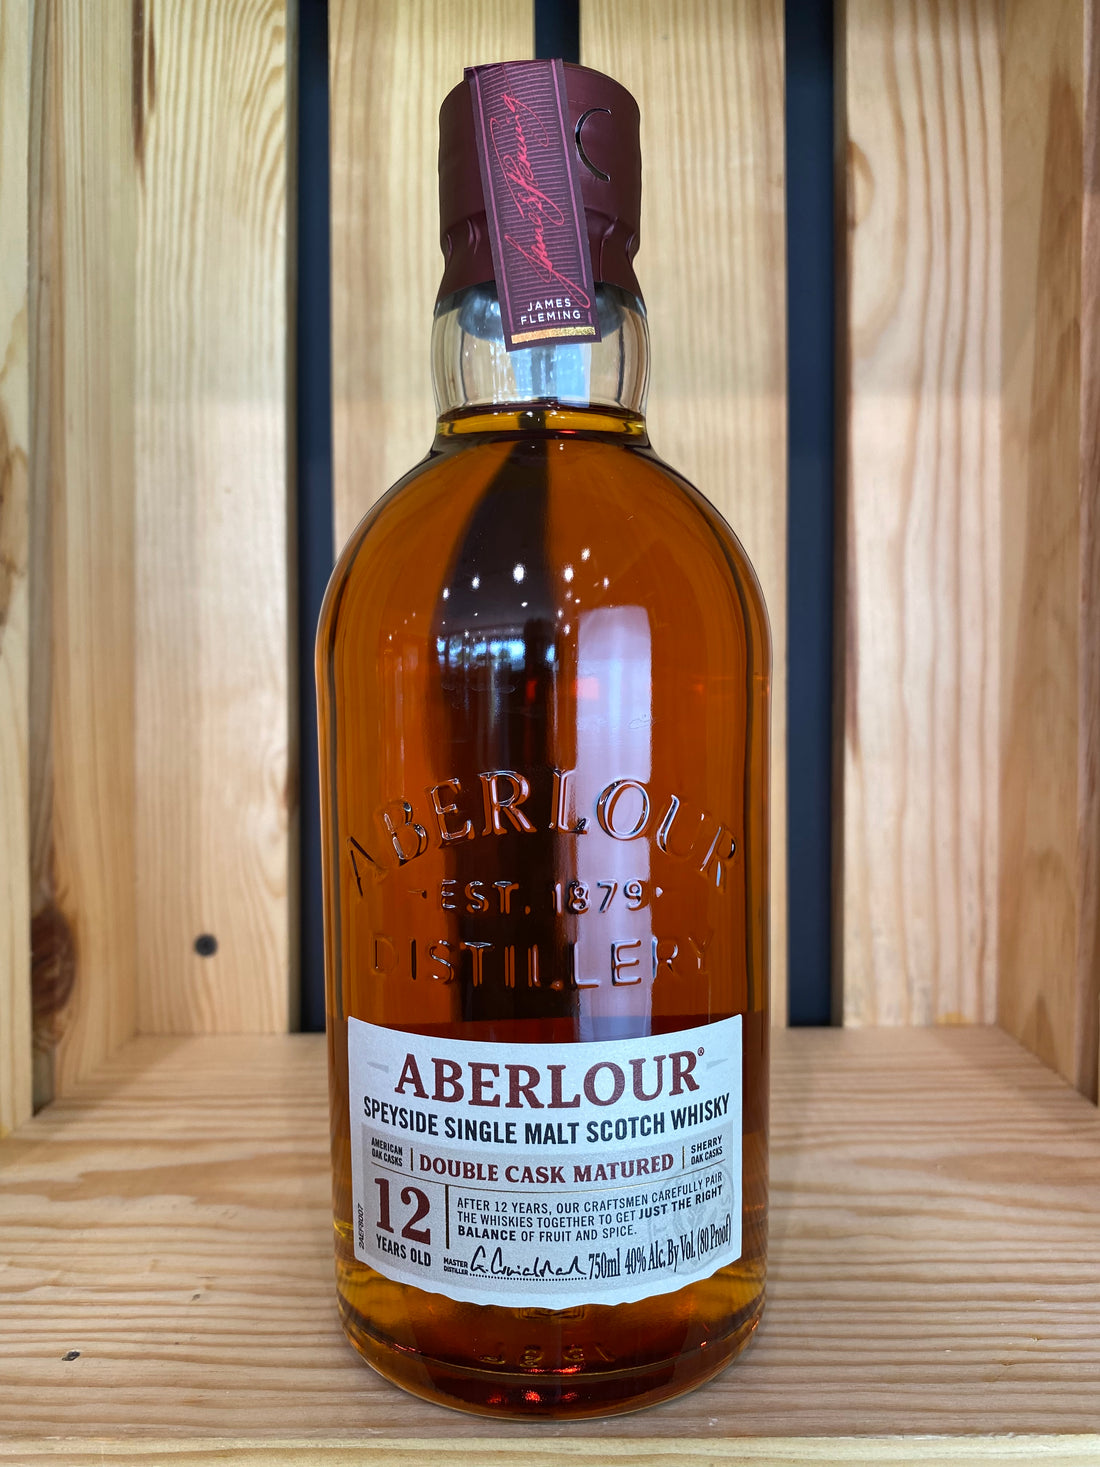 James Fleming
JAMES
FLEMING
ABERLOUR
EST. 1879
DISTILLERY
ABERLOUR®
SPEYSIDE SINGLE MALT SCOTCH WHISKY
AMERICAN
OAK CASKS
DOUBLE CASK MATURED
SHERRY
OAK CASKS
12
YEARS OLD
AFTER 12 YEARS, OUR CRAFTSMEN CAREFULLY PAIR
THE WHISKIES TOGETHER TO GET JUST THE RIGHT
BALANCE OF FRUIT AND SPICE.
MASTER
DISTILLER
750ml 40% Alc. By Vol. (80 Proof)